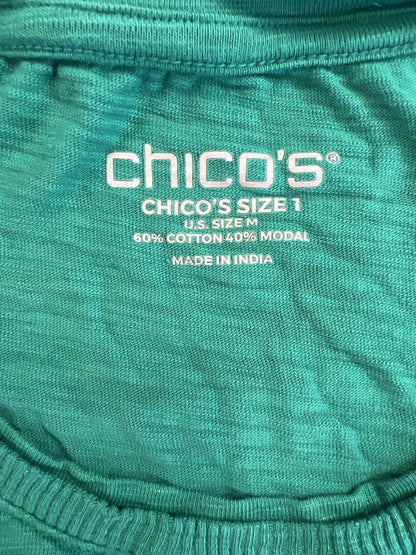 chico's®
CHICO'S SIZE 1
U.S. SIZE M
60% COTTON 40% MODAL
MADE IN INDIA